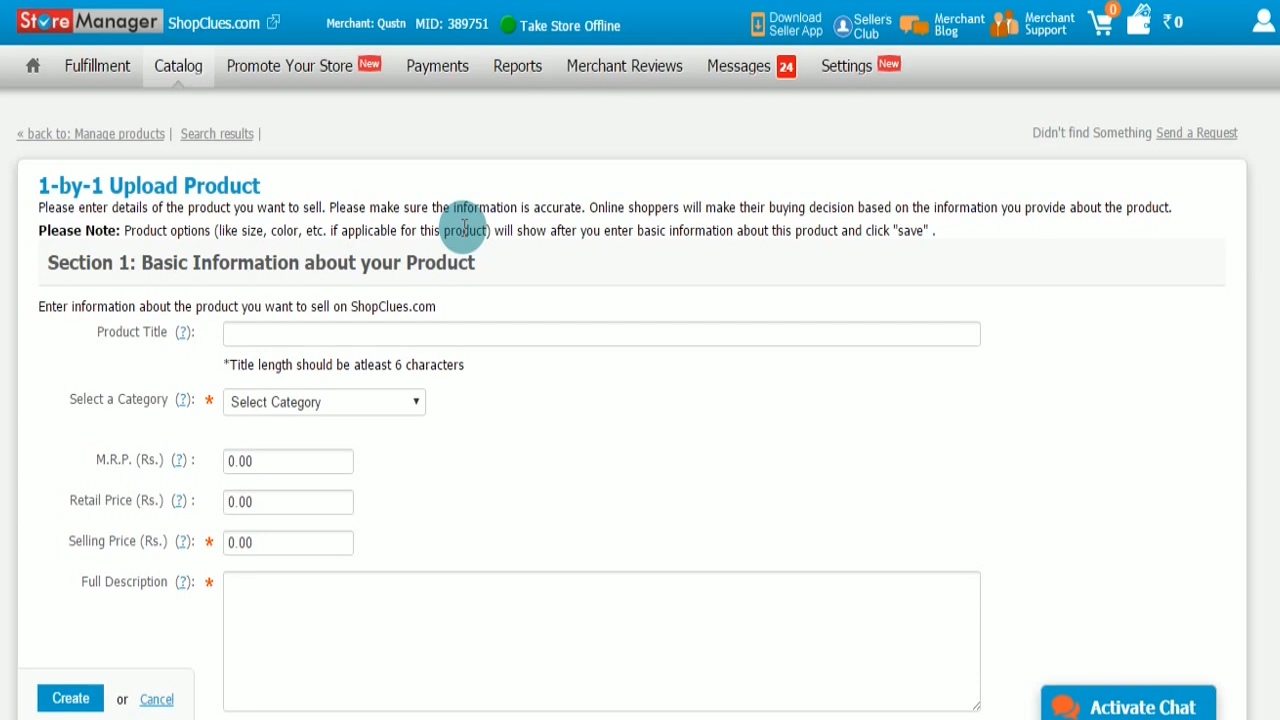 Store Manager ShopClues.com Merchant: Qustn MID: 389751 Take Store Offline Download Seller App Sellers Club Merchant Blog Merchant Support 0 ₹0
Fulfillment Catalog Promote Your Store New Payments Reports Merchant Reviews Messages 24 Settings New
« back to: Manage products | Search results | Didn't find Something Send a Request
1-by-1 Upload Product
Please enter details of the product you want to sell. Please make sure the information is accurate. Online shoppers will make their buying decision based on the information you provide about the product.
Please Note: Product options (like size, color, etc. if applicable for this product) will show after you enter basic information about this product and click "save" .
Section 1: Basic Information about your Product
Enter information about the product you want to sell on ShopClues.com
Product Title (?):
*Title length should be atleast 6 characters
Select a Category (?): * Select Category
M.R.P. (Rs.) (?) : 0.00
Retail Price (Rs.) (?) : 0.00
Selling Price (Rs.) (?): * 0.00
Full Description (?): *
Create or Cancel
Activate Chat